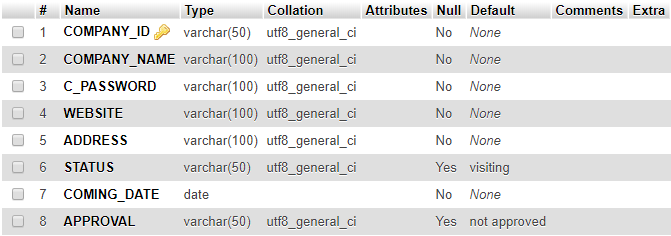 # Name Type Collation Attributes Null Default Comments Extra
1 COMPANY_ID varchar(50) utf8_general_ci No None
2 COMPANY_NAME varchar(100) utf8_general_ci No None
3 C_PASSWORD varchar(100) utf8_general_ci No None
4 WEBSITE varchar(100) utf8_general_ci No None
5 ADDRESS varchar(100) utf8_general_ci No None
6 STATUS varchar(50) utf8_general_ci Yes visiting
7 COMING_DATE date No None
8 APPROVAL varchar(50) utf8_general_ci Yes not approved